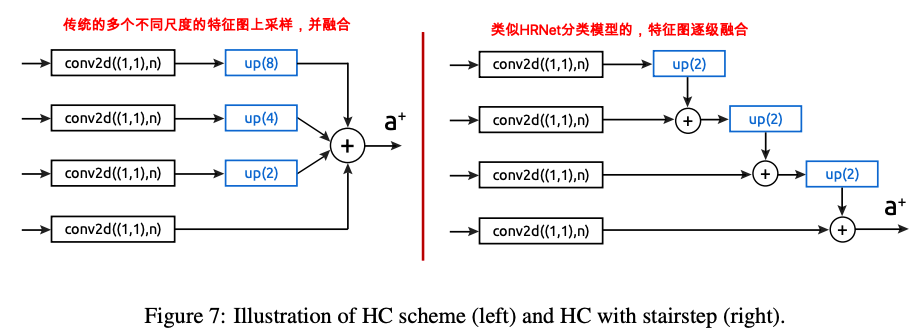 传统的多个不同尺度的特征图上采样，并融合
conv2d((1,1),n) up(8)
conv2d((1,1),n) up(4)
conv2d((1,1),n) up(2)
conv2d((1,1),n)
+
a+
类似HRNet分类模型的，特征图逐级融合
conv2d((1,1),n) up(2)
conv2d((1,1),n) + up(2)
conv2d((1,1),n) + up(2)
conv2d((1,1),n) +
a+
Figure 7: Illustration of HC scheme (left) and HC with stairstep (right).